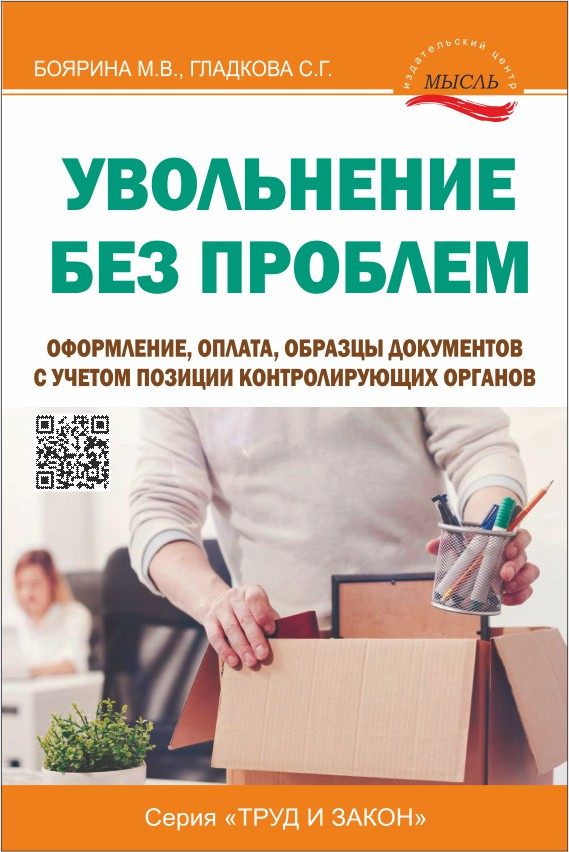 БОЯРИНА М.В., ГЛАДКОВА С.Г.
издательский центр
МЫСЛЬ
УВОЛЬНЕНИЕ
БЕЗ ПРОБЛЕМ
ОФОРМЛЕНИЕ, ОПЛАТА, ОБРАЗЦЫ ДОКУМЕНТОВ
С УЧЕТОМ ПОЗИЦИИ КОНТРОЛИРУЮЩИХ ОРГАНОВ
Серия «ТРУД И ЗАКОН»